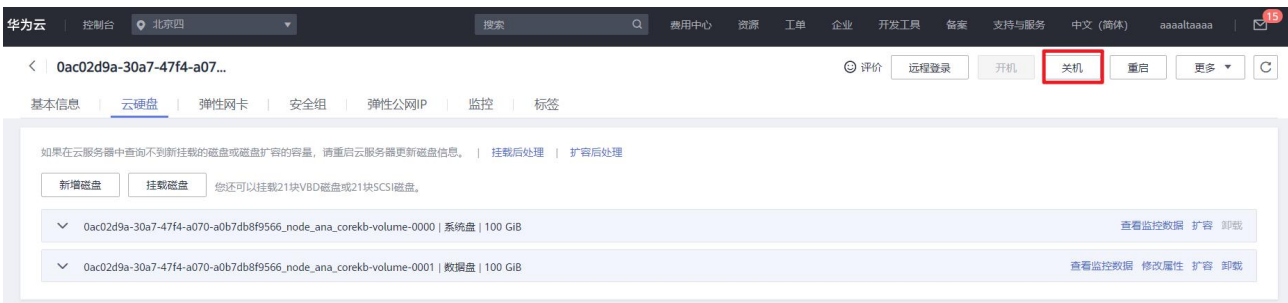 华为云 控制台 北京四 搜索 费用中心 资源 工单 企业 开发工具 备案 支持与服务 中文 (简体) aaaaltaaaa 15
0ac02d9a-30a7-47f4-a07... 评价 远程登录 开机 关机 重启 更多
基本信息 云硬盘 弹性网卡 安全组 弹性公网IP 监控 标签
如果在云服务器中查询不到新挂载的磁盘或磁盘扩容的容量，请重启云服务器更新磁盘信息。 | 挂载后处理 | 扩容后处理
新增磁盘 挂载磁盘 您还可以挂载21块VBD磁盘或21块SCSI磁盘。
0ac02d9a-30a7-47f4-a070-a0b7db8f9566_node_ana_corekb-volume-0000 | 系统盘 | 100 GiB 查看监控数据 扩容 卸载
0ac02d9a-30a7-47f4-a070-a0b7db8f9566_node_ana_corekb-volume-0001 | 数据盘 | 100 GiB 查看监控数据 修改属性 扩容 卸载